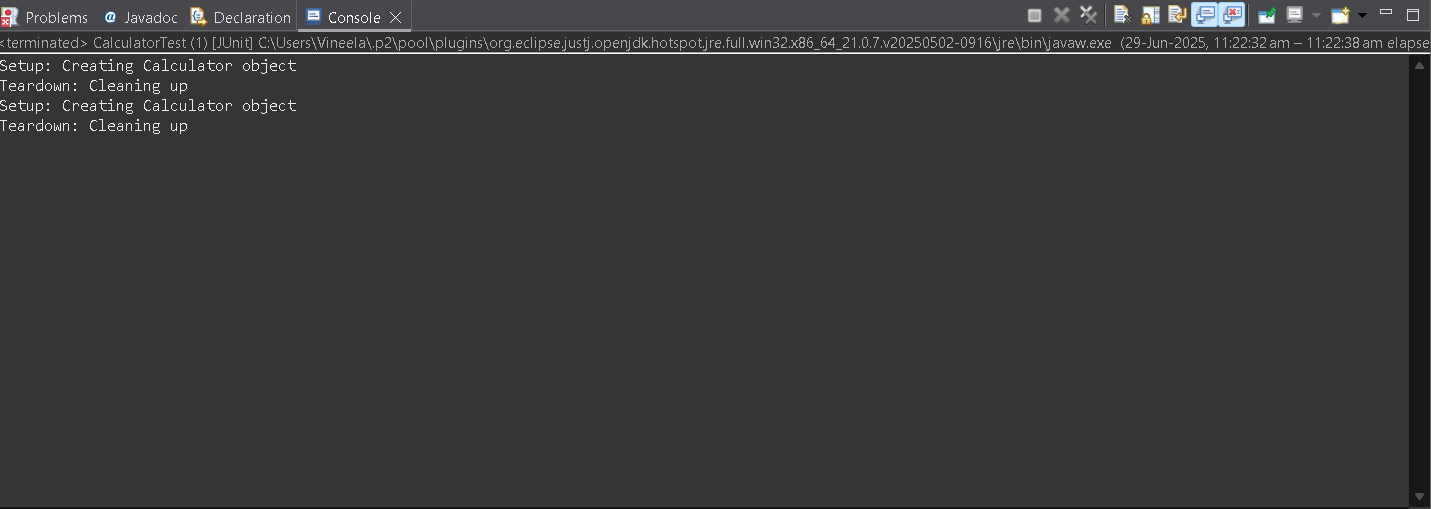 Problems @ Javadoc Declaration Console
<terminated> CalculatorTest (1) [JUnit] C:\Users\Vineela\.p2\pool\plugins\org.eclipse.justj.openjdk.hotspot.jre.full.win32.x86_64_21.0.7.v20250502-0916\jre\bin\javaw.exe (29-Jun-2025, 11:22:32 am – 11:22:38 am elapse
Setup: Creating Calculator object
Teardown: Cleaning up
Setup: Creating Calculator object
Teardown: Cleaning up